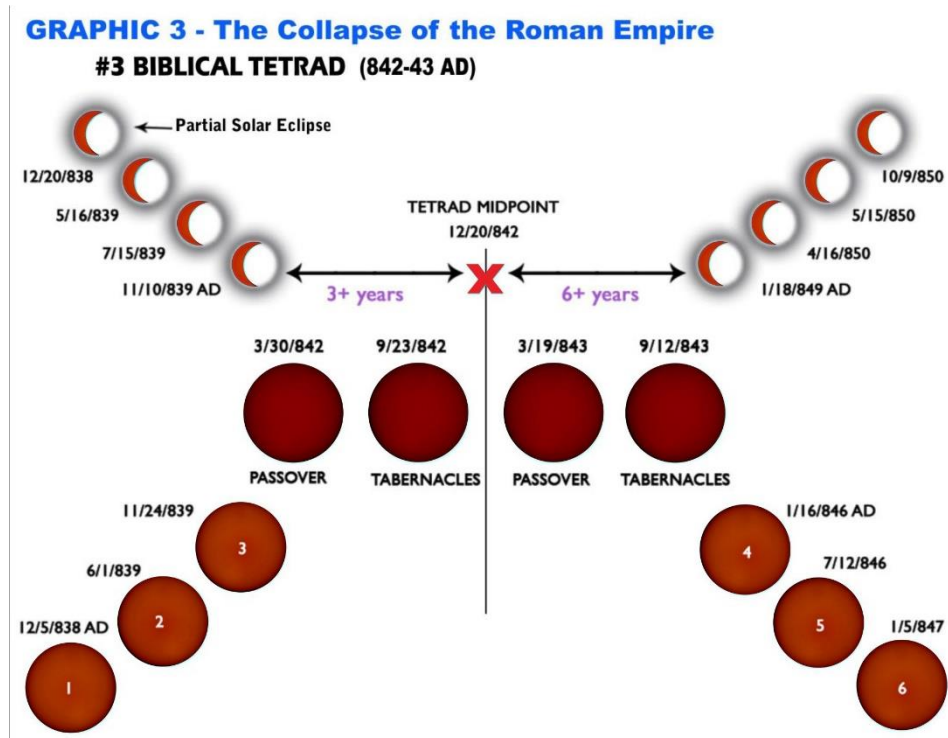 GRAPHIC 3 - The Collapse of the Roman Empire
#3 BIBLICAL TETRAD (842-43 AD)
Partial Solar Eclipse
12/20/838
5/16/839
7/15/839
11/10/839 AD
TETRAD MIDPOINT
12/20/842
X
3+ years
6+ years
10/9/850
5/15/850
4/16/850
1/18/849 AD
3/30/842
9/23/842
3/19/843
9/12/843
PASSOVER
TABERNACLES
PASSOVER
TABERNACLES
11/24/839
3
6/1/839
2
12/5/838 AD
1
1/16/846 AD
4
7/12/846
5
1/5/847
6